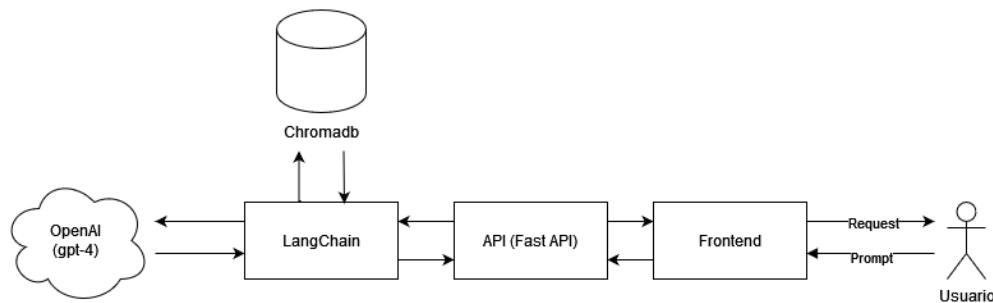 Chromadb
OpenAI
(gpt-4)
LangChain
API (Fast API)
Frontend
Request
Prompt
Usuario